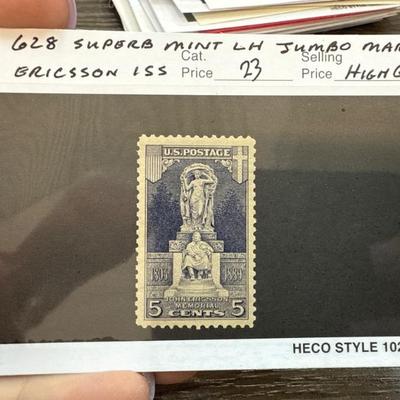 628 SUPERB MINT LH JUMBO MAR
ERICSSON ISS Cat. Price 23 Selling Price HIGH
U.S. POSTAGE
1803 1889
JOHN ERICSSON
MEMORIAL
5 CENTS 5
HECO STYLE 102